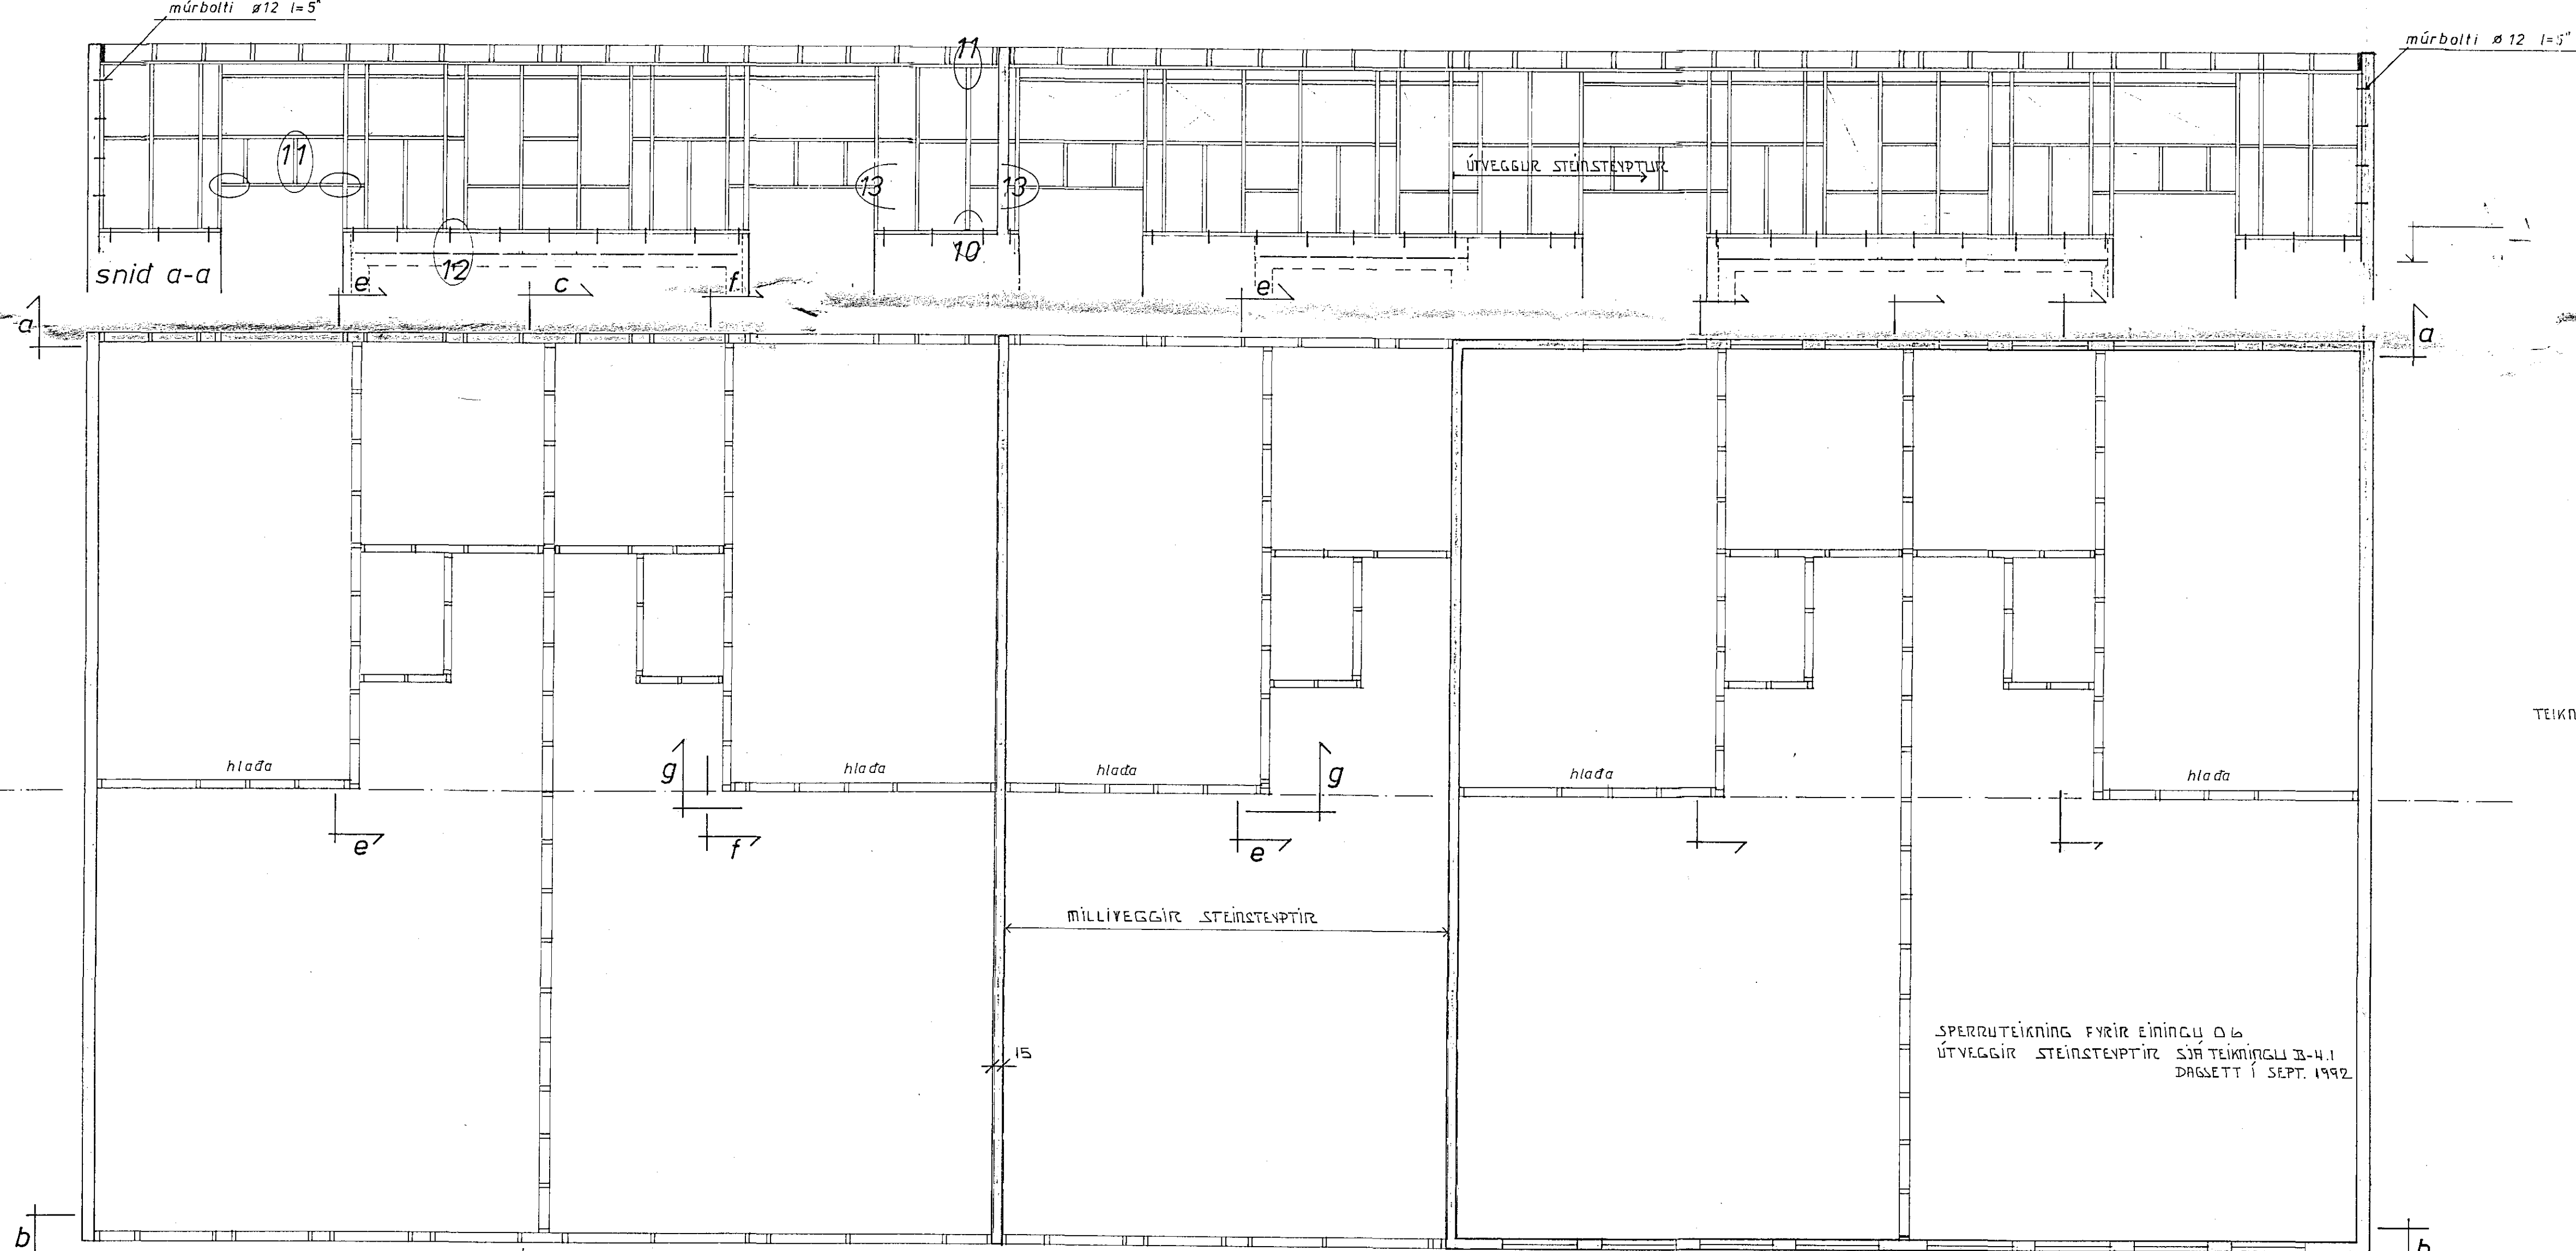 múrbolti ø12 l=5"
múrbolti ø12 l=5"
11
11
13
13
ÚTVEGGUR STEINSTEYPTUR
12
10
snið a-a
e
c
f
e
a
a
hlaða
hlaða
hlaða
hlaða
hlaða
g
g
e
f
e
MILLIVEGGIR STEINSTEYPTIR
15
SPERRUTEIKNING FYRIR EININGU 06
ÚTVEGGIR STEINSTEYPTIR SJÁ TEIKNINGU B-4.1
DAGSETT Í SEPT. 1992
b
b